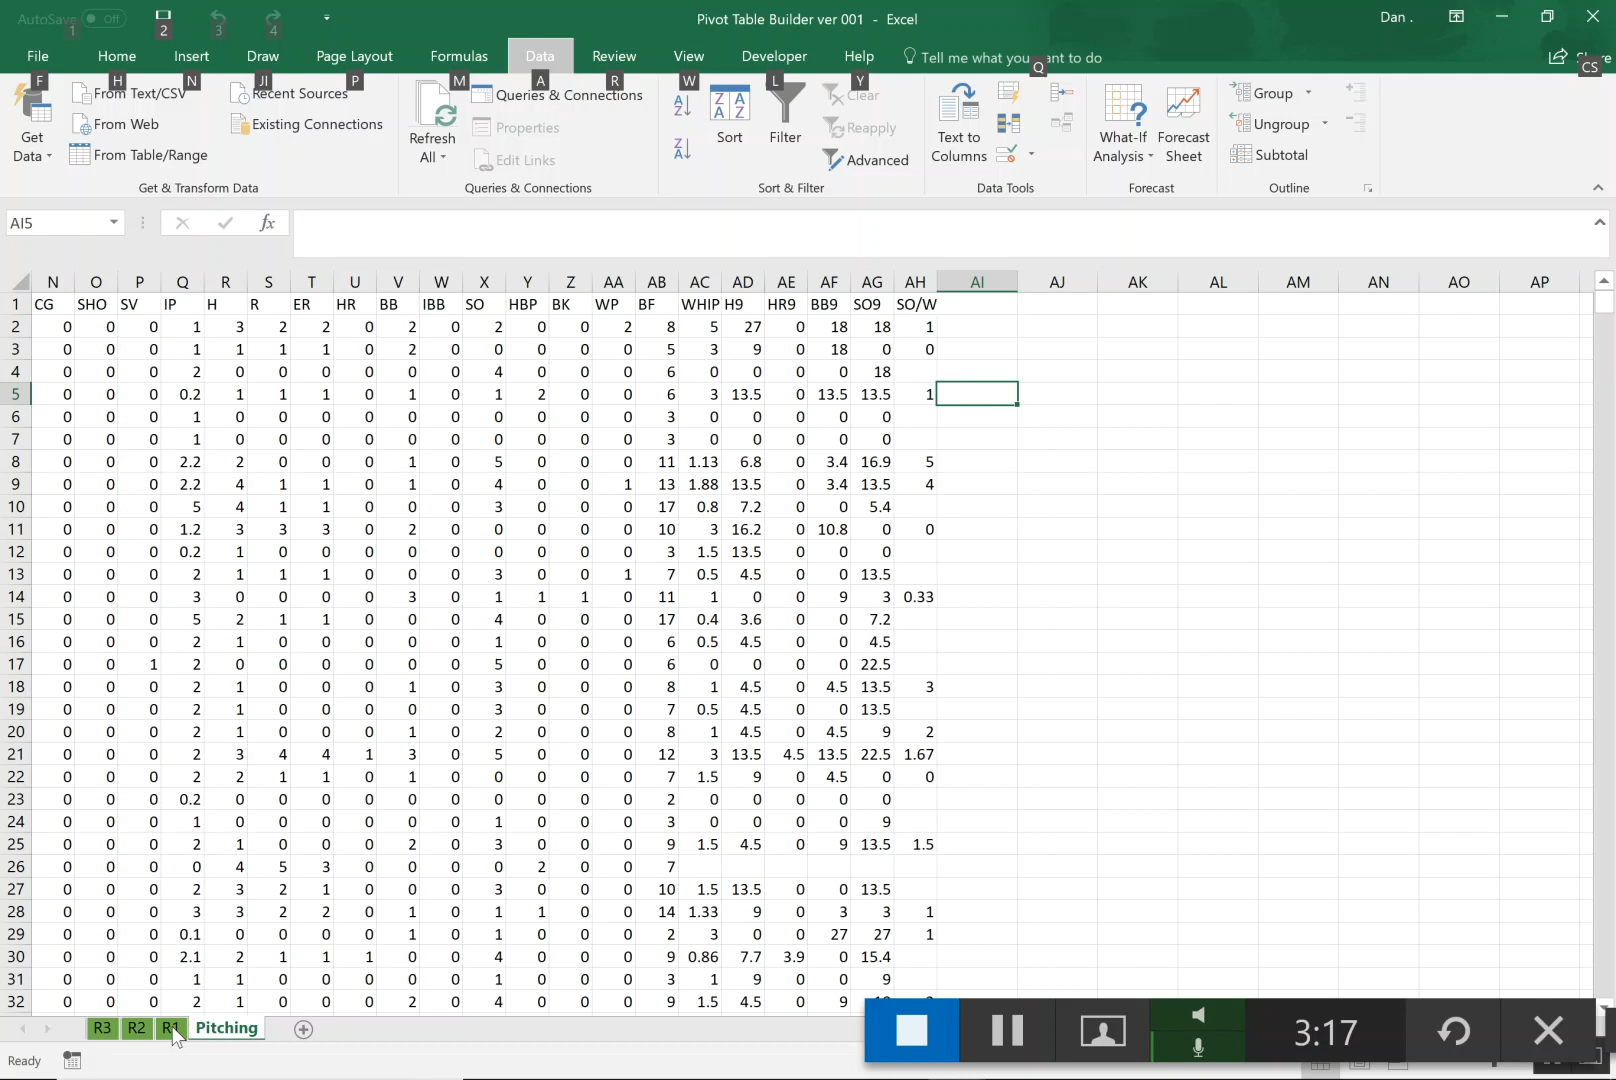 AutoSave Off Pivot Table Builder ver 001 - Excel Dan .
1 2 3 4
File Home Insert Draw Page Layout Formulas Data Review View Developer Help Tell me what you want to do Share
F H N JI P M A R W L Y Q CS
Get Data From Text/CSV From Web From Table/Range Recent Sources Existing Connections
Refresh All Queries & Connections Properties Edit Links
Sort Filter Clear Reapply Advanced
Text to Columns What-If Analysis Forecast Sheet Group Ungroup Subtotal
Get & Transform Data Queries & Connections Sort & Filter Data Tools Forecast Outline
AI5 fx
N O P Q R S T U V W X Y Z AA AB AC AD AE AF AG AH AI AJ AK AL AM AN AO AP
1 CG SHO SV IP H R ER HR BB IBB SO HBP BK WP BF WHIP H9 HR9 BB9 SO9 SO/W
2 0 0 0 1 3 2 2 0 2 0 2 0 0 2 8 5 27 0 18 18 1
3 0 0 0 1 1 1 1 0 2 0 0 0 0 0 5 3 9 0 18 0 0
4 0 0 0 2 0 0 0 0 0 0 4 0 0 0 6 0 0 0 0 18
5 0 0 0 0.2 1 1 1 0 1 0 1 2 0 0 6 3 13.5 0 13.5 13.5 1
6 0 0 0 1 0 0 0 0 0 0 0 0 0 0 3 0 0 0 0 0
7 0 0 0 1 0 0 0 0 0 0 0 0 0 0 3 0 0 0 0 0
8 0 0 0 2.2 2 0 0 0 1 0 5 0 0 0 11 1.13 6.8 0 3.4 16.9 5
9 0 0 0 2.2 4 1 1 0 1 0 4 0 0 1 13 1.88 13.5 0 3.4 13.5 4
10 0 0 0 5 4 1 1 0 0 0 3 0 0 0 17 0.8 7.2 0 0 5.4
11 0 0 0 1.2 3 3 3 0 2 0 0 0 0 0 10 3 16.2 0 10.8 0 0
12 0 0 0 0.2 1 0 0 0 0 0 0 0 0 0 3 1.5 13.5 0 0 0
13 0 0 0 2 1 1 1 0 0 0 3 0 0 1 7 0.5 4.5 0 0 13.5
14 0 0 0 3 0 0 0 0 3 0 1 1 1 0 11 1 0 0 9 3 0.33
15 0 0 0 5 2 1 1 0 0 0 4 0 0 0 17 0.4 3.6 0 0 7.2
16 0 0 0 2 1 0 0 0 0 0 1 0 0 0 6 0.5 4.5 0 0 4.5
17 0 0 1 2 0 0 0 0 0 0 5 0 0 0 6 0 0 0 0 22.5
18 0 0 0 2 1 0 0 0 1 0 3 0 0 0 8 1 4.5 0 4.5 13.5 3
19 0 0 0 2 1 0 0 0 0 0 3 0 0 0 7 0.5 4.5 0 0 13.5
20 0 0 0 2 1 0 0 0 1 0 2 0 0 0 8 1 4.5 0 4.5 9 2
21 0 0 0 2 3 4 4 1 3 0 5 0 0 0 12 3 13.5 4.5 13.5 22.5 1.67
22 0 0 0 2 2 1 1 0 1 0 0 0 0 0 7 1.5 9 0 4.5 0 0
23 0 0 0 0.2 0 0 0 0 0 0 0 0 0 0 2 0 0 0 0 0
24 0 0 0 1 0 0 0 0 0 0 1 0 0 0 3 0 0 0 0 9
25 0 0 0 2 1 0 0 0 2 0 3 0 0 0 9 1.5 4.5 0 9 13.5 1.5
26 0 0 0 0 4 5 3 0 0 0 0 2 0 0 7
27 0 0 0 2 3 2 1 0 0 0 3 0 0 0 10 1.5 13.5 0 0 13.5
28 0 0 0 3 3 2 2 0 1 0 1 1 0 0 14 1.33 9 0 3 3 1
29 0 0 0 0.1 0 0 0 0 1 0 1 0 0 0 2 3 0 0 27 27 1
30 0 0 0 2.1 2 1 1 1 0 0 4 0 0 0 9 0.86 7.7 3.9 0 15.4
31 0 0 0 1 1 0 0 0 0 0 1 0 0 0 3 1 9 0 0 9
32 0 0 0 2 1 0 0 0 2 0 4 0 0 0 9 1.5 4.5 0 9
R3 R2 R1 Pitching 3:17
Ready